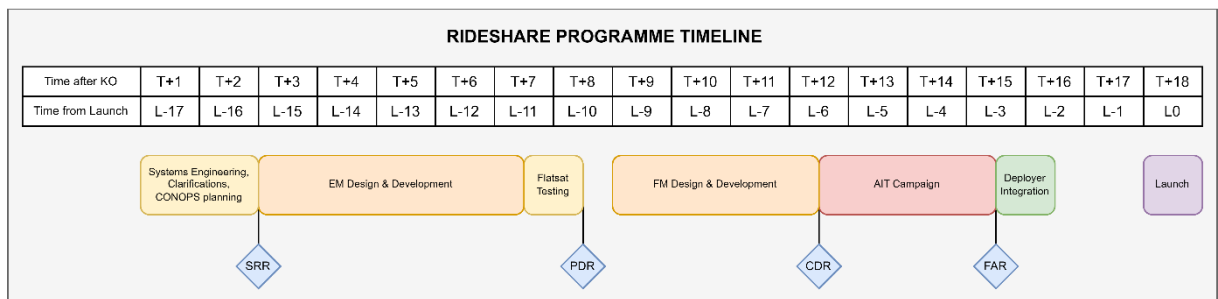 RIDESHARE PROGRAMME TIMELINE
Time after KO T+1 T+2 T+3 T+4 T+5 T+6 T+7 T+8 T+9 T+10 T+11 T+12 T+13 T+14 T+15 T+16 T+17 T+18
Time from Launch L-17 L-16 L-15 L-14 L-13 L-12 L-11 L-10 L-9 L-8 L-7 L-6 L-5 L-4 L-3 L-2 L-1 L0
Systems Engineering,
Clarifications,
CONOPS planning
EM Design & Development
Flatsat
Testing
FM Design & Development
AIT Campaign
Deployer
Integration
Launch
SRR
PDR
CDR
FAR